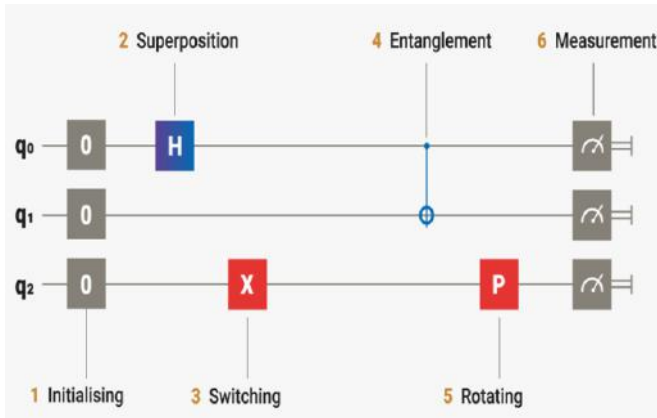 2 Superposition 4 Entanglement 6 Measurement
q₀ 0 H
q₁ 0
q₂ 0 X P
1 Initialising 3 Switching 5 Rotating